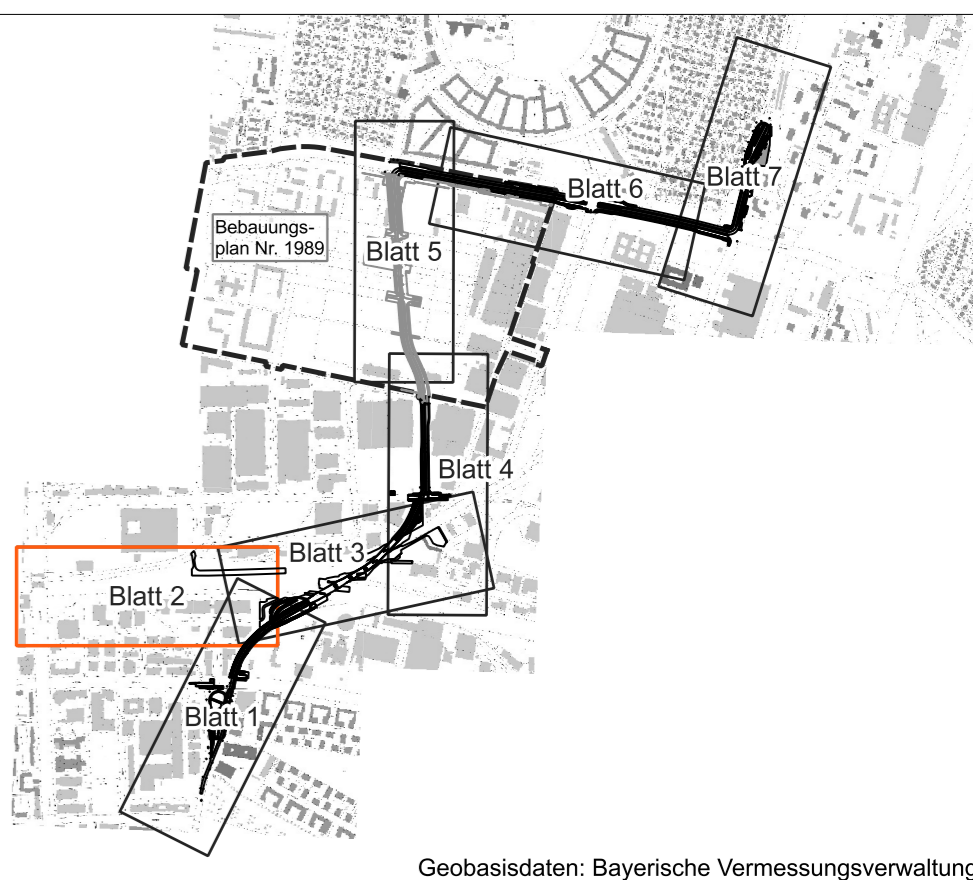 Blatt 7
Blatt 6
Bebauungs-
plan Nr. 1989
Blatt 5
Blatt 4
Blatt 3
Blatt 2
Blatt 1
Geobasisdaten: Bayerische Vermessungsverwaltung